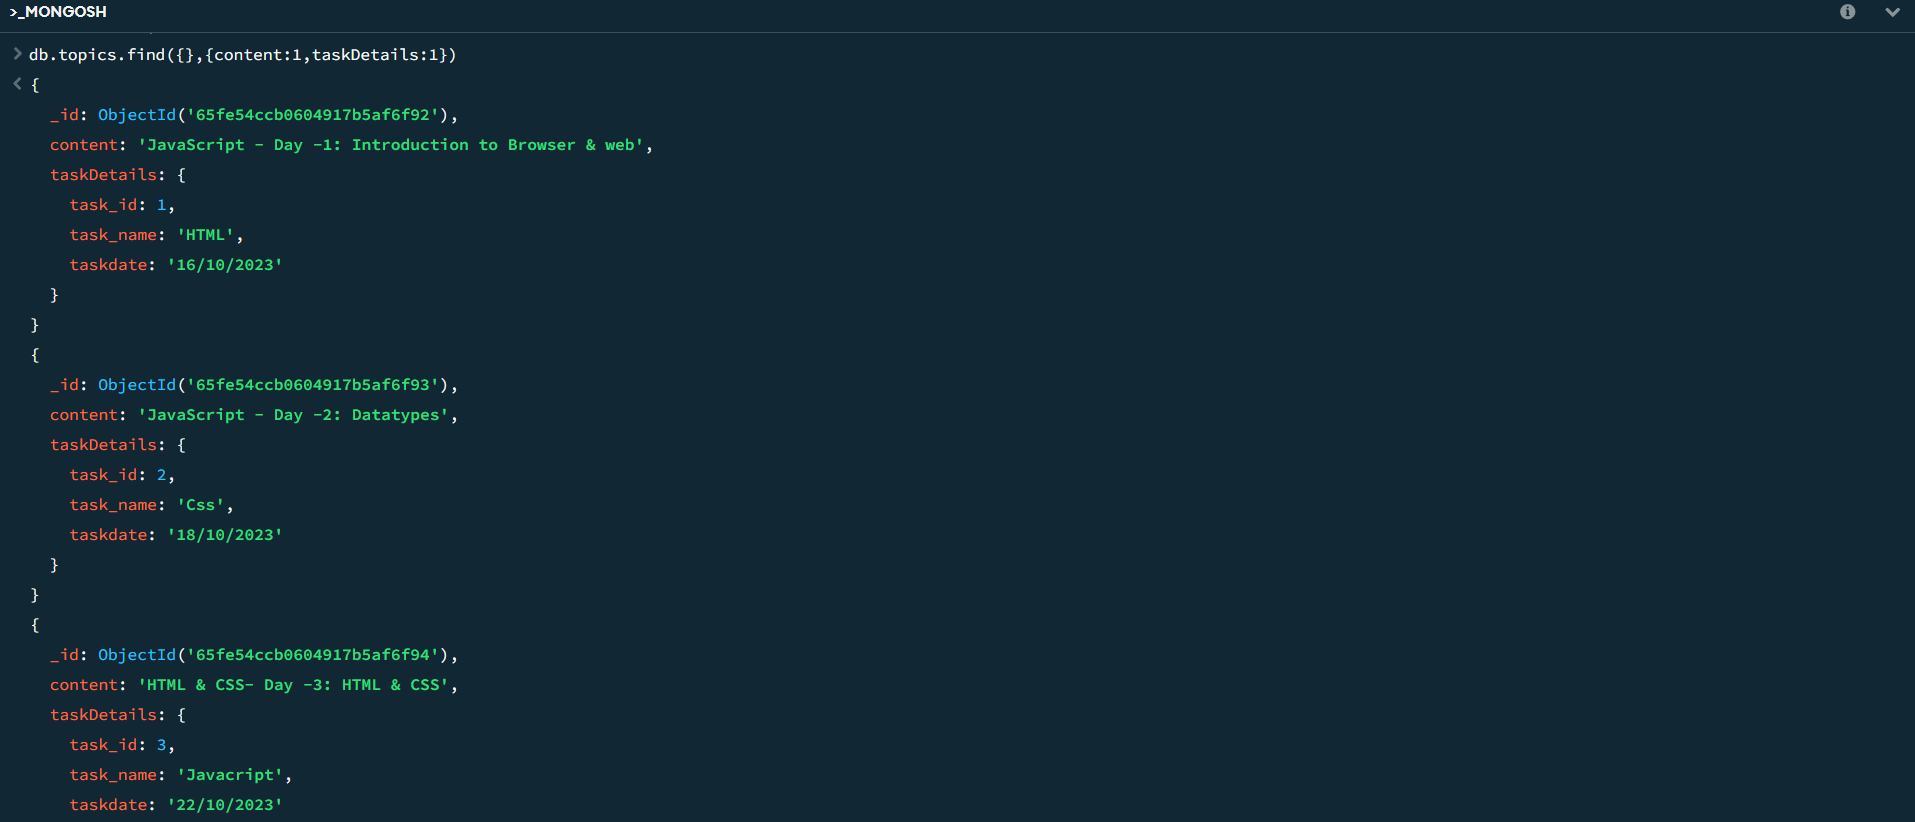 >_MONGOSH
> db.topics.find({},{content:1,taskDetails:1})
< {
_id: ObjectId('65fe54ccb0604917b5af6f92'),
content: 'JavaScript - Day -1: Introduction to Browser & web',
taskDetails: {
task_id: 1,
task_name: 'HTML',
taskdate: '16/10/2023'
}
}
{
_id: ObjectId('65fe54ccb0604917b5af6f93'),
content: 'JavaScript - Day -2: Datatypes',
taskDetails: {
task_id: 2,
task_name: 'Css',
taskdate: '18/10/2023'
}
}
{
_id: ObjectId('65fe54ccb0604917b5af6f94'),
content: 'HTML & CSS- Day -3: HTML & CSS',
taskDetails: {
task_id: 3,
task_name: 'Javacript',
taskdate: '22/10/2023'